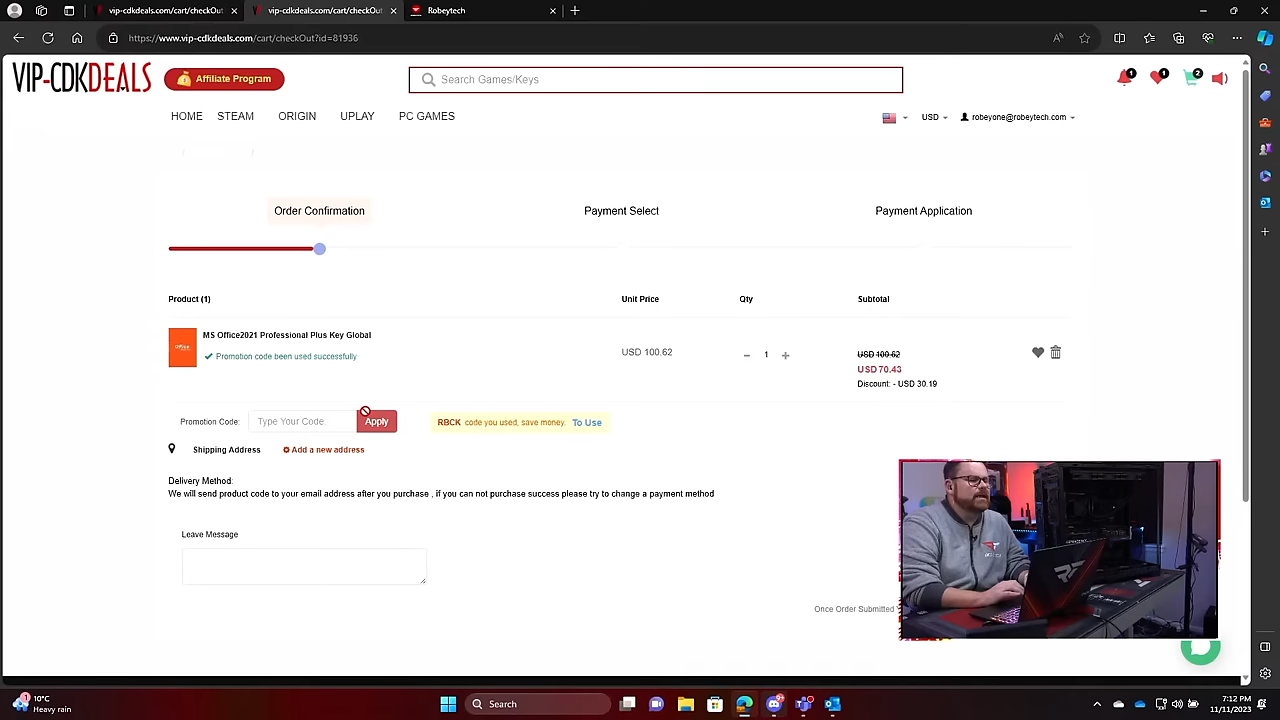 vip-cdkdeals.com/cart/checkOut
vip-cdkdeals.com/cart/checkOut
Robeytech
https://www.vip-cdkdeals.com/cart/checkOut?id=81936
VIP-CDKDEALS
Affiliate Program
Search Games/Keys
1
1
2
HOME STEAM ORIGIN UPLAY PC GAMES
USD
robeyone@robeytech.com
Order Confirmation
Payment Select
Payment Application
Product (1)
Unit Price
Qty
Subtotal
MS Office2021 Professional Plus Key Global
Promotion code been used successfully
USD 100.62
1
USD 100.62
USD 70.43
Discount: - USD 30.19
Promotion Code:
Type Your Code.
Apply
RBCK code you used, save money. To Use
Shipping Address
Add a new address
Delivery Method:
We will send product code to your email address after you purchase , if you can not purchase success please try to change a payment method
Leave Message
Once Order Submitted
10°C
Heavy rain
Search
7:12 PM
11/11/2023